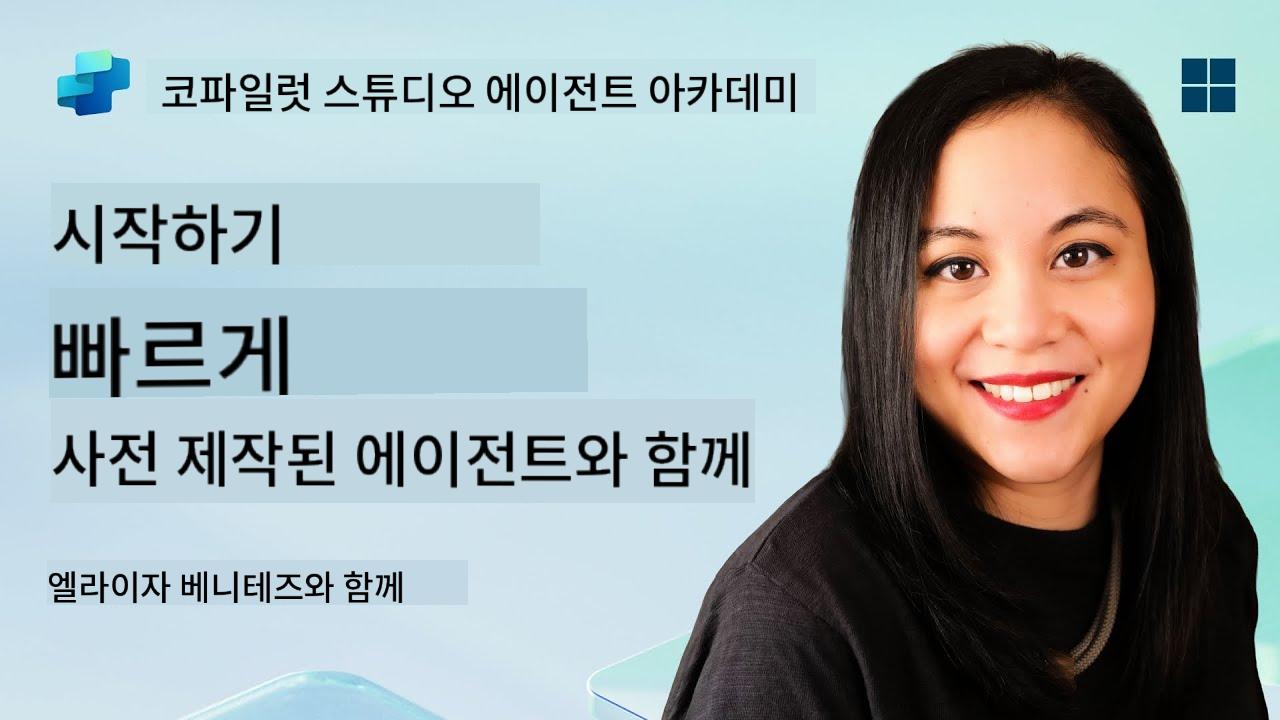 코파일럿 스튜디오 에이전트 아카데미
시작하기
빠르게
사전 제작된 에이전트와 함께
엘라이자 베니테즈와 함께